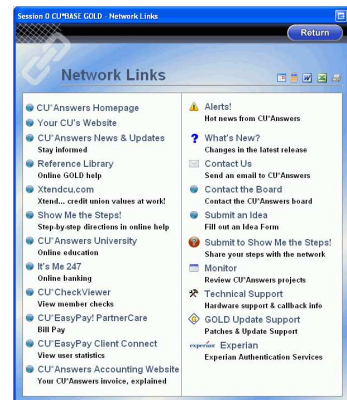 Session 0 CU*BASE GOLD - Network Links
Return
Network Links
CU*Answers Homepage
Your CU's Website
CU*Answers News & Updates
Stay informed
Reference Library
Online GOLD help
Xtendcu.com
Xtend... credit union values at work!
Show Me the Steps!
Step-by-step directions in online help
CU*Answers University
Online education
It's Me 247
Online banking
CU*CheckViewer
View member checks
CU*EasyPay! PartnerCare
Bill Pay
CU*EasyPay Client Connect
View user statistics
CU*Answers Accounting Website
Your CU*Answers invoice, explained
Alerts!
Hot news from CU*Answers
What's New?
Changes in the latest release
Contact Us
Send an email to CU*Answers
Contact the Board
Contact the CU*Answers board
Submit an Idea
Fill out an Idea Form
Submit to Show Me the Steps!
Share your steps with the network
Monitor
Review CU*Answers projects
Technical Support
Hardware support & callback info
GOLD Update Support
Patches & Update Support
experian Experian
Experian Authentication Services